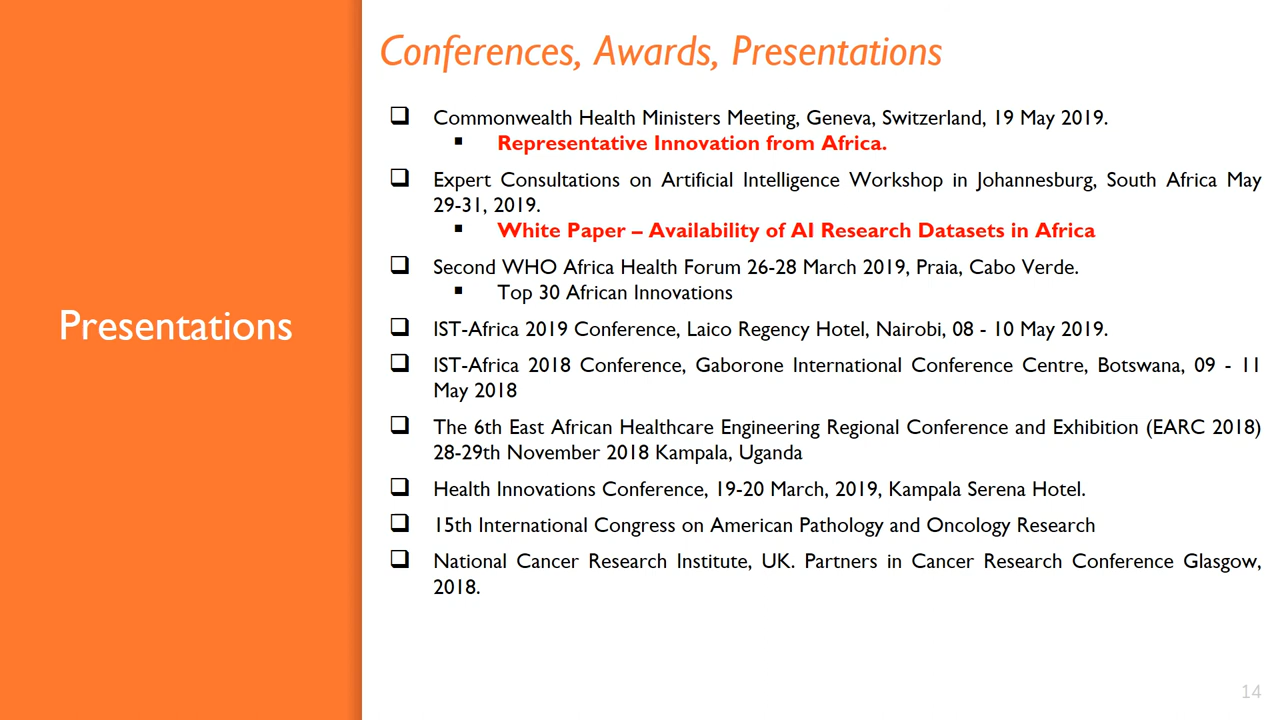 Conferences, Awards, Presentations
Presentations
Commonwealth Health Ministers Meeting, Geneva, Switzerland, 19 May 2019.
Representative Innovation from Africa.
Expert Consultations on Artificial Intelligence Workshop in Johannesburg, South Africa May
29-31, 2019.
White Paper – Availability of AI Research Datasets in Africa
Second WHO Africa Health Forum 26-28 March 2019, Praia, Cabo Verde.
Top 30 African Innovations
IST-Africa 2019 Conference, Laico Regency Hotel, Nairobi, 08 - 10 May 2019.
IST-Africa 2018 Conference, Gaborone International Conference Centre, Botswana, 09 - 11
May 2018
The 6th East African Healthcare Engineering Regional Conference and Exhibition (EARC 2018)
28-29th November 2018 Kampala, Uganda
Health Innovations Conference, 19-20 March, 2019, Kampala Serena Hotel.
15th International Congress on American Pathology and Oncology Research
National Cancer Research Institute, UK. Partners in Cancer Research Conference Glasgow,
2018.
14